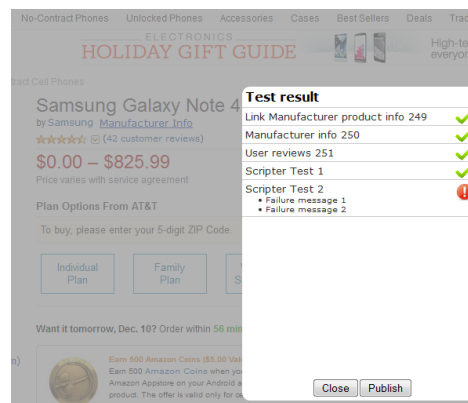 No-Contract Phones Unlocked Phones Accessories Cases Best Sellers Deals
ELECTRONICS
HOLIDAY GIFT GUIDE
High-te
everyon
Cell Phones
Samsung Galaxy Note 4
by Samsung Manufacturer Info
(42 customer reviews)
$0.00 – $825.99
Price varies with service agreement
Plan Options From AT&T
To buy, please enter your 5-digit ZIP Code.
Individual
Plan
Family
Plan
Want it tomorrow, Dec. 10? Order within 56 min
Earn 500 Amazon Coins ($5.00 Val
Earn 500 Amazon Coins when yo
Amazon Appstore on your Android a
product. The offer is valid only for o
Test result
Link Manufacturer product info 249
Manufacturer info 250
User reviews 251
Scripter Test 1
Scripter Test 2
• Failure message 1
• Failure message 2
Close Publish